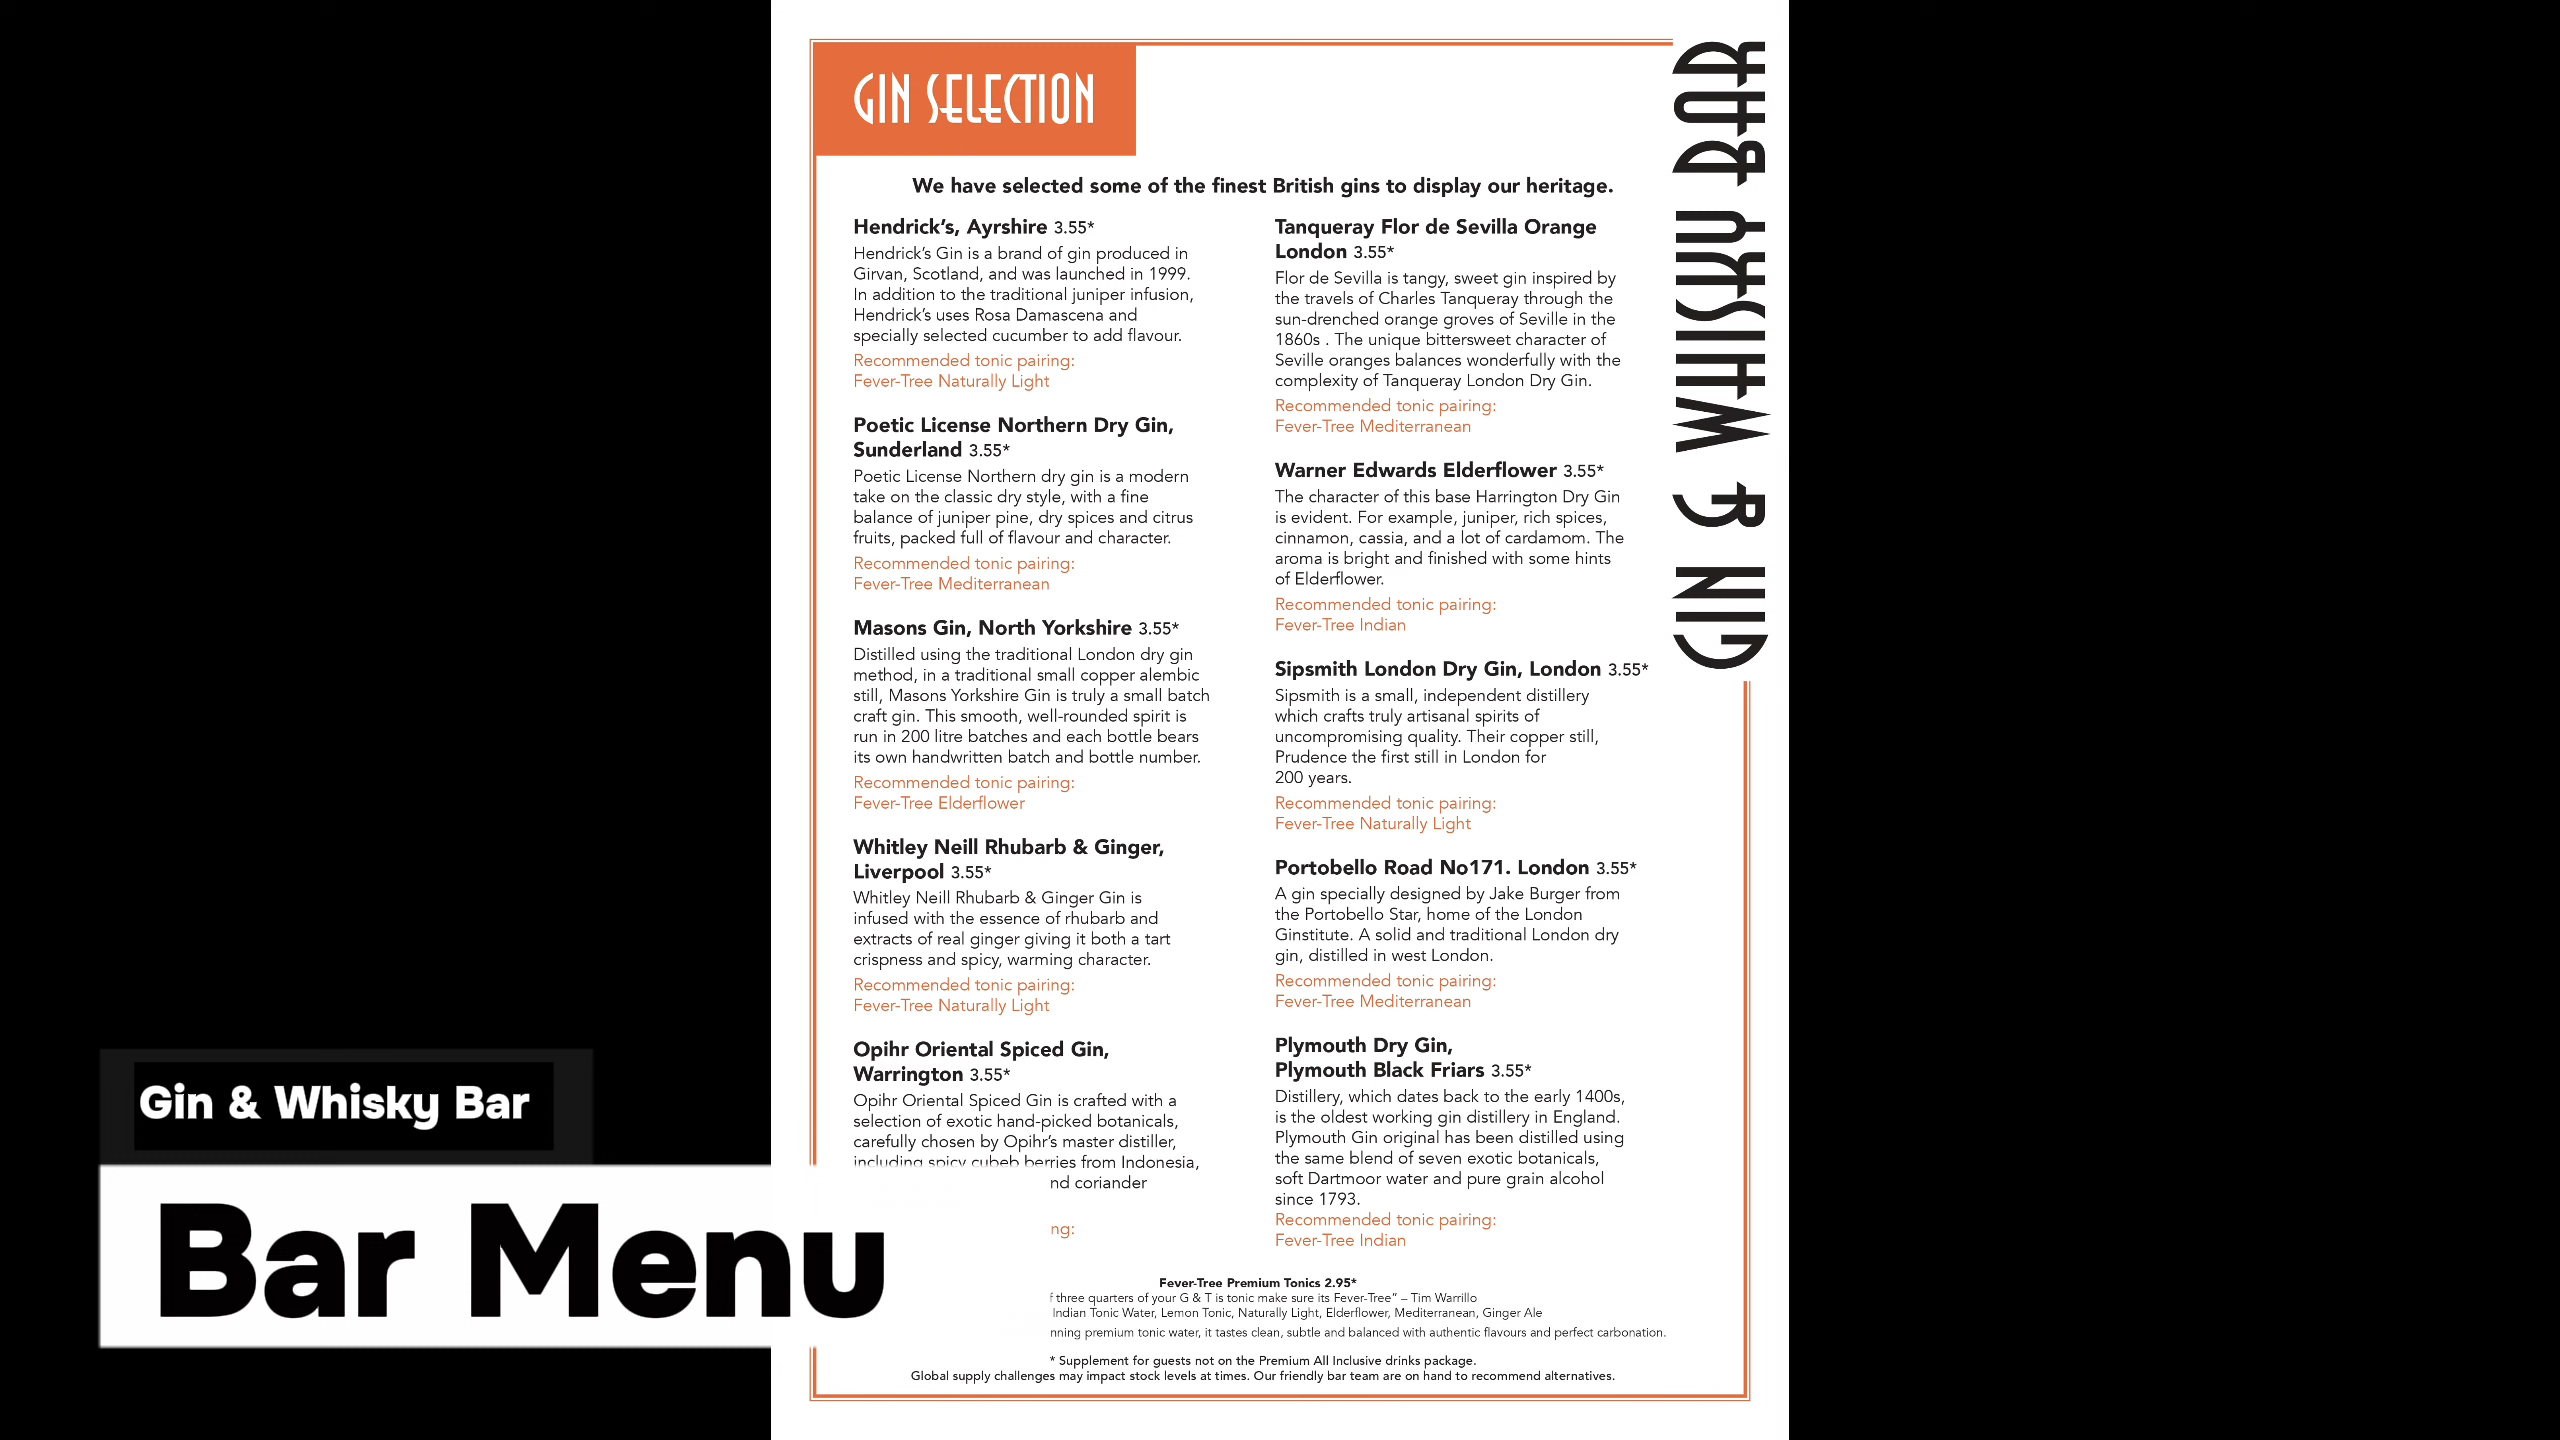 GIN SELECTION
GIN & WHISKY BAR
We have selected some of the finest British gins to display our heritage.
Hendrick's, Ayrshire 3.55*
Hendrick's Gin is a brand of gin produced in
Girvan, Scotland, and was launched in 1999.
In addition to the traditional juniper infusion,
Hendrick's uses Rosa Damascena and
specially selected cucumber to add flavour.
Recommended tonic pairing:
Fever-Tree Naturally Light
Poetic License Northern Dry Gin,
Sunderland 3.55*
Poetic License Northern dry gin is a modern
take on the classic dry style, with a fine
balance of juniper pine, dry spices and citrus
fruits, packed full of flavour and character.
Recommended tonic pairing:
Fever-Tree Mediterranean
Masons Gin, North Yorkshire 3.55*
Distilled using the traditional London dry gin
method, in a traditional small copper alembic
still, Masons Yorkshire Gin is truly a small batch
craft gin. This smooth, well-rounded spirit is
run in 200 litre batches and each bottle bears
its own handwritten batch and bottle number.
Recommended tonic pairing:
Fever-Tree Elderflower
Whitley Neill Rhubarb & Ginger,
Liverpool 3.55*
Whitley Neill Rhubarb & Ginger Gin is
infused with the essence of rhubarb and
extracts of real ginger giving it both a tart
crispness and spicy, warming character.
Recommended tonic pairing:
Fever-Tree Naturally Light
Opihr Oriental Spiced Gin,
Warrington 3.55*
Opihr Oriental Spiced Gin is crafted with a
selection of exotic hand-picked botanicals,
carefully chosen by Opihr's master distiller,
including spicy cubeb berries from Indonesia,
nd coriander
ng:
Tanqueray Flor de Sevilla Orange
London 3.55*
Flor de Sevilla is tangy, sweet gin inspired by
the travels of Charles Tanqueray through the
sun-drenched orange groves of Seville in the
1860s . The unique bittersweet character of
Seville oranges balances wonderfully with the
complexity of Tanqueray London Dry Gin.
Recommended tonic pairing:
Fever-Tree Mediterranean
Warner Edwards Elderflower 3.55*
The character of this base Harrington Dry Gin
is evident. For example, juniper, rich spices,
cinnamon, cassia, and a lot of cardamom. The
aroma is bright and finished with some hints
of Elderflower.
Recommended tonic pairing:
Fever-Tree Indian
Sipsmith London Dry Gin, London 3.55*
Sipsmith is a small, independent distillery
which crafts truly artisanal spirits of
uncompromising quality. Their copper still,
Prudence the first still in London for
200 years.
Recommended tonic pairing:
Fever-Tree Naturally Light
Portobello Road No171. London 3.55*
A gin specially designed by Jake Burger from
the Portobello Star, home of the London
Ginstitute. A solid and traditional London dry
gin, distilled in west London.
Recommended tonic pairing:
Fever-Tree Mediterranean
Plymouth Dry Gin,
Plymouth Black Friars 3.55*
Distillery, which dates back to the early 1400s,
is the oldest working gin distillery in England.
Plymouth Gin original has been distilled using
the same blend of seven exotic botanicals,
soft Dartmoor water and pure grain alcohol
since 1793.
Recommended tonic pairing:
Fever-Tree Indian
Fever-Tree Premium Tonics 2.95*
three quarters of your G & T is tonic make sure its Fever-Tree” – Tim Warrillo
Indian Tonic Water, Lemon Tonic, Naturally Light, Elderflower, Mediterranean, Ginger Ale
nning premium tonic water, it tastes clean, subtle and balanced with authentic flavours and perfect carbonation.
* Supplement for guests not on the Premium All Inclusive drinks package.
Global supply challenges may impact stock levels at times. Our friendly bar team are on hand to recommend alternatives.
Gin & Whisky Bar
Bar Menu